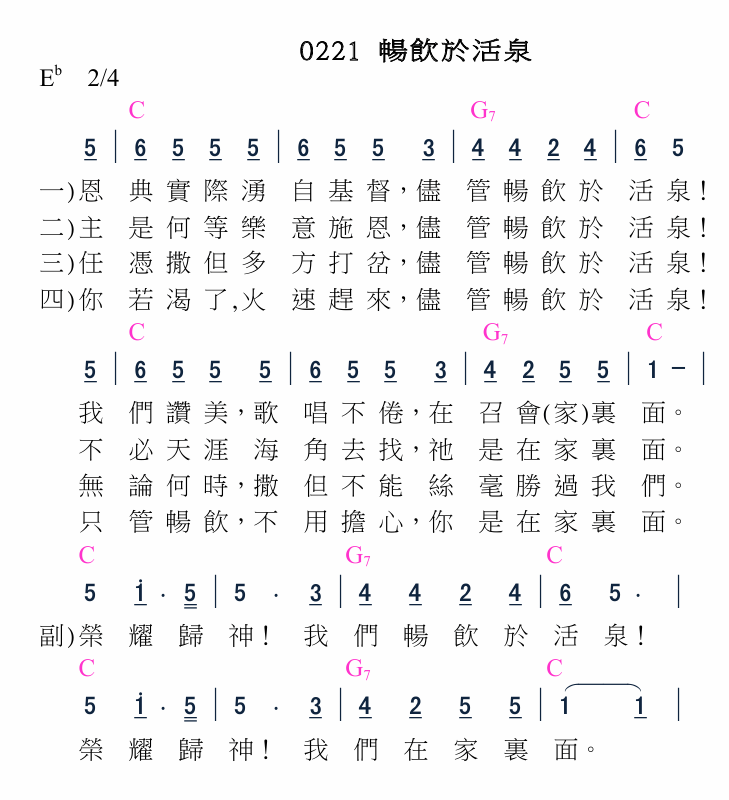 0221 暢飲於活泉
E♭ 2/4
C G7 C
5 | 6 5 5 5 | 6 5 5 3 | 4 4 2 4 | 6 5
一)恩典實際湧自基督，儘管暢飲於活泉！
二)主是何等樂意施恩，儘管暢飲於活泉！
三)任憑撒但多方打岔，儘管暢飲於活泉！
四)你若渴了,火速趕來，儘管暢飲於活泉！
C G7 C
5 | 6 5 5 5 | 6 5 5 3 | 4 2 5 5 | 1 － |
我們讚美，歌唱不倦，在召會(家)裏面。
不必天涯海角去找，祂是在家裏面。
無論何時，撒但不能絲毫勝過我們。
只管暢飲，不用擔心，你是在家裏面。
C G7 C
5 1̇ · 5 | 5 · 3 | 4 4 2 4 | 6 5 · |
副)榮耀歸神！我們暢飲於活泉！
C G7 C
5 1̇ · 5 | 5 · 3 | 4 2 5 5 | 1 1 |
榮耀歸神！我們在家裏面。